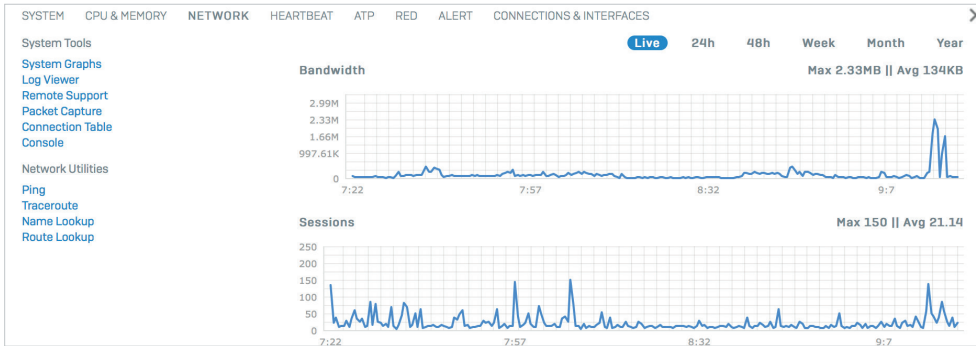 SYSTEM CPU & MEMORY NETWORK HEARTBEAT ATP RED ALERT CONNECTIONS & INTERFACES
System Tools
System Graphs
Log Viewer
Remote Support
Packet Capture
Connection Table
Console
Network Utilities
Ping
Traceroute
Name Lookup
Route Lookup
Live 24h 48h Week Month Year
Bandwidth Max 2.33MB || Avg 134KB
2.99M
2.33M
1.66M
997.61K
0
7:22 7:57 8:32 9:7
Sessions Max 150 || Avg 21.14
250
200
150
100
50
0
7:22 7:57 8:32 9:7